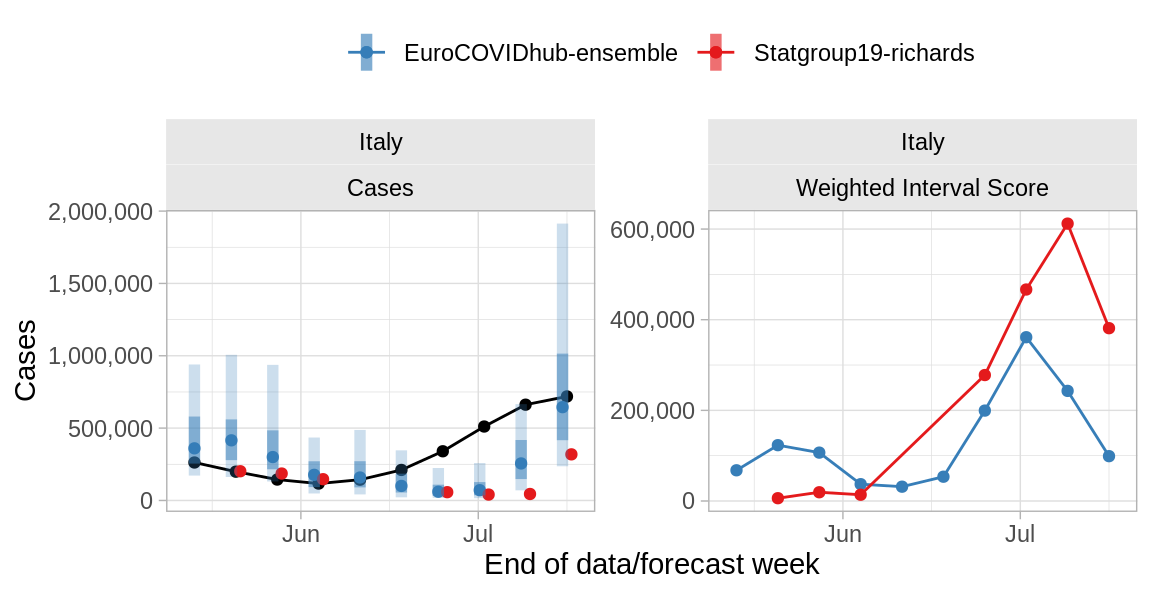 EuroCOVIDhub-ensemble Statgroup19-richards
Italy
Cases
Italy
Weighted Interval Score
Cases
2,000,000
1,500,000
1,000,000
500,000
0
600,000
400,000
200,000
0
Jun Jul
Jun Jul
End of data/forecast week